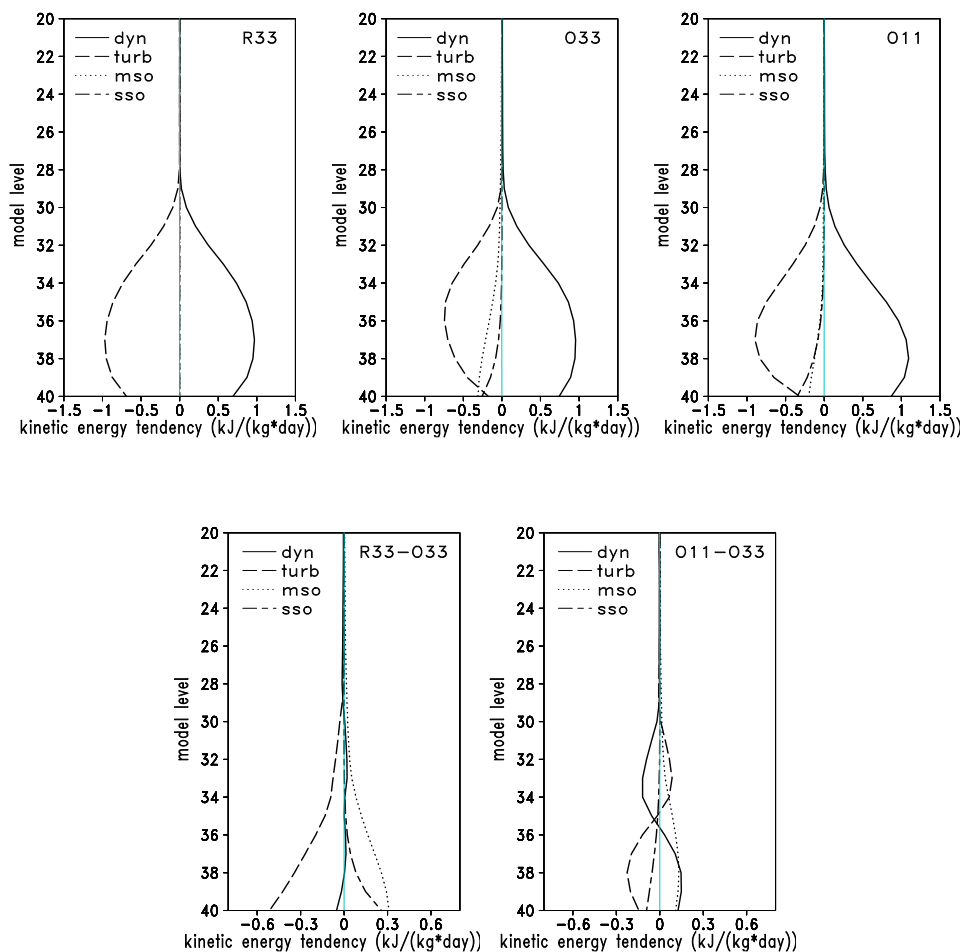 R33
dyn
turb
mso
sso
20
22
24
26
28
30
32
34
36
38
40
model level
−1.5 −1 −0.5 0 0.5 1 1.5
kinetic energy tendency (kJ/(kg*day))
O33
dyn
turb
mso
sso
20
22
24
26
28
30
32
34
36
38
40
model level
−1.5 −1 −0.5 0 0.5 1 1.5
kinetic energy tendency (kJ/(kg*day))
O11
dyn
turb
mso
sso
20
22
24
26
28
30
32
34
36
38
40
model level
−1.5 −1 −0.5 0 0.5 1 1.5
kinetic energy tendency (kJ/(kg*day))
R33−O33
dyn
turb
mso
sso
20
22
24
26
28
30
32
34
36
38
40
model level
−0.6 −0.3 0 0.3 0.6
kinetic energy tendency (kJ/(kg*day))
O11−O33
dyn
turb
mso
sso
20
22
24
26
28
30
32
34
36
38
40
model level
−0.6 −0.3 0 0.3 0.6
kinetic energy tendency (kJ/(kg*day))